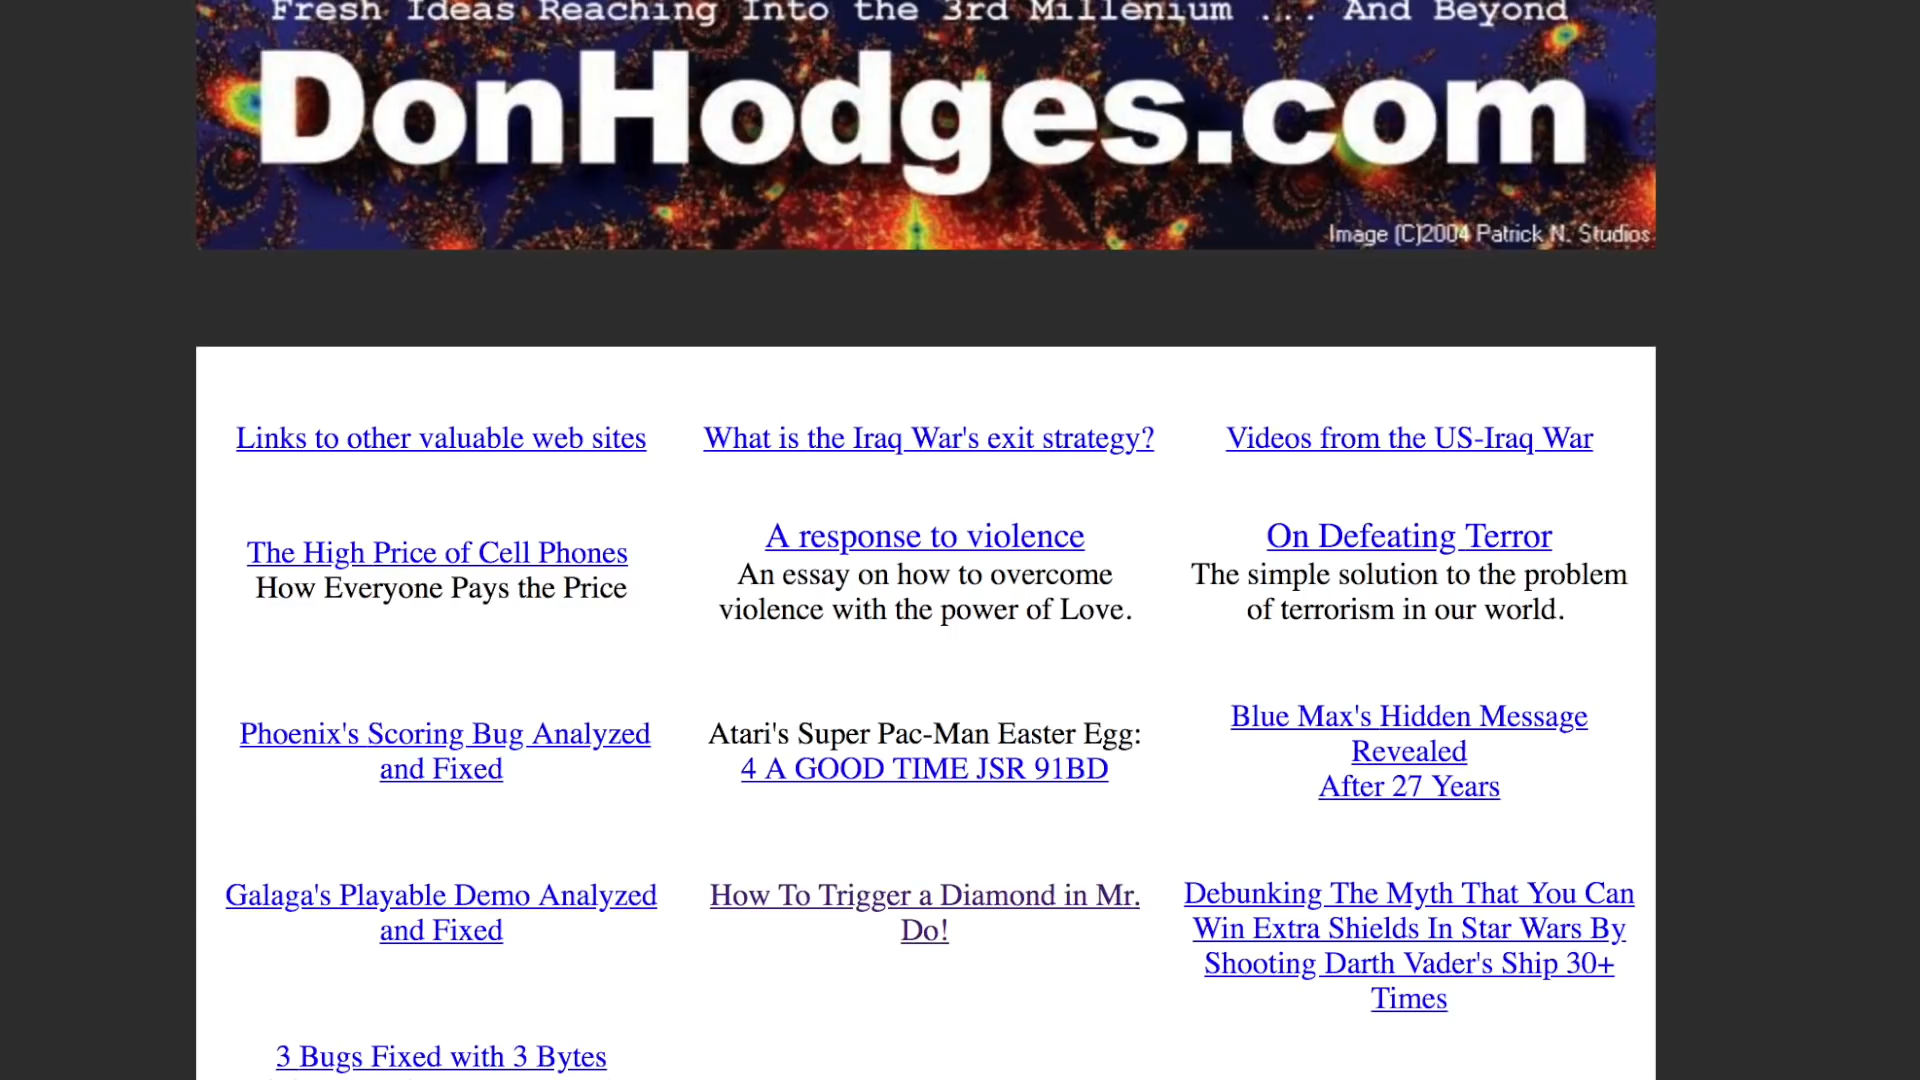 Fresh Ideas Reaching Into the 3rd Millenium ... And Beyond
DonHodges.com
Image (C)2004 Patrick N. Studios
Links to other valuable web sites
What is the Iraq War's exit strategy?
Videos from the US-Iraq War
The High Price of Cell Phones
How Everyone Pays the Price
A response to violence
An essay on how to overcome
violence with the power of Love.
On Defeating Terror
The simple solution to the problem
of terrorism in our world.
Phoenix's Scoring Bug Analyzed
and Fixed
Atari's Super Pac-Man Easter Egg:
4 A GOOD TIME JSR 91BD
Blue Max's Hidden Message
Revealed
After 27 Years
Galaga's Playable Demo Analyzed
and Fixed
How To Trigger a Diamond in Mr.
Do!
Debunking The Myth That You Can
Win Extra Shields In Star Wars By
Shooting Darth Vader's Ship 30+
Times
3 Bugs Fixed with 3 Bytes